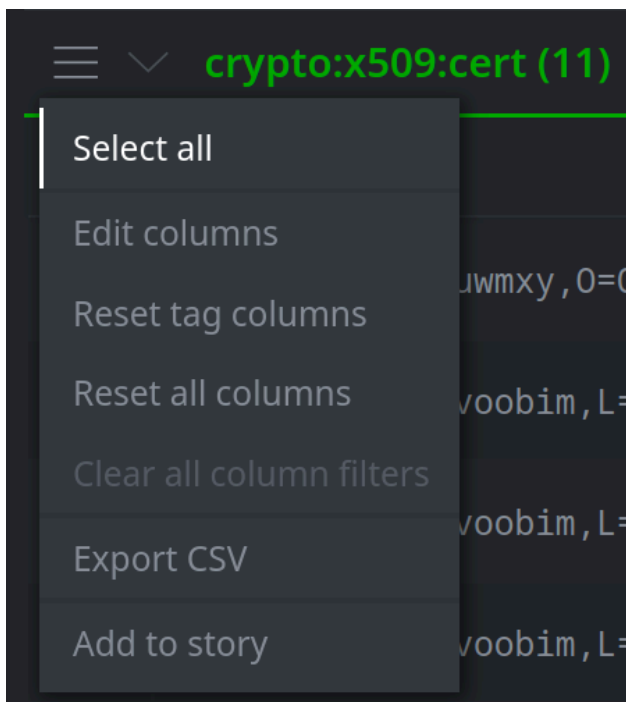 crypto:x509:cert (11)
Select all
Edit columns
uwmxy,O=
Reset tag columns
Reset all columns
voobim,L=
Clear all column filters
voobim,L=
Export CSV
Add to story
voobim,L=